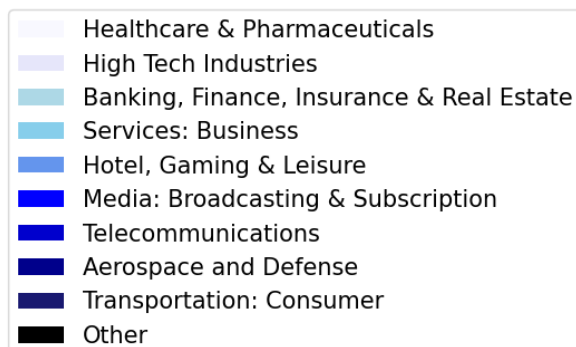 Healthcare & Pharmaceuticals
High Tech Industries
Banking, Finance, Insurance & Real Estate
Services: Business
Hotel, Gaming & Leisure
Media: Broadcasting & Subscription
Telecommunications
Aerospace and Defense
Transportation: Consumer
Other